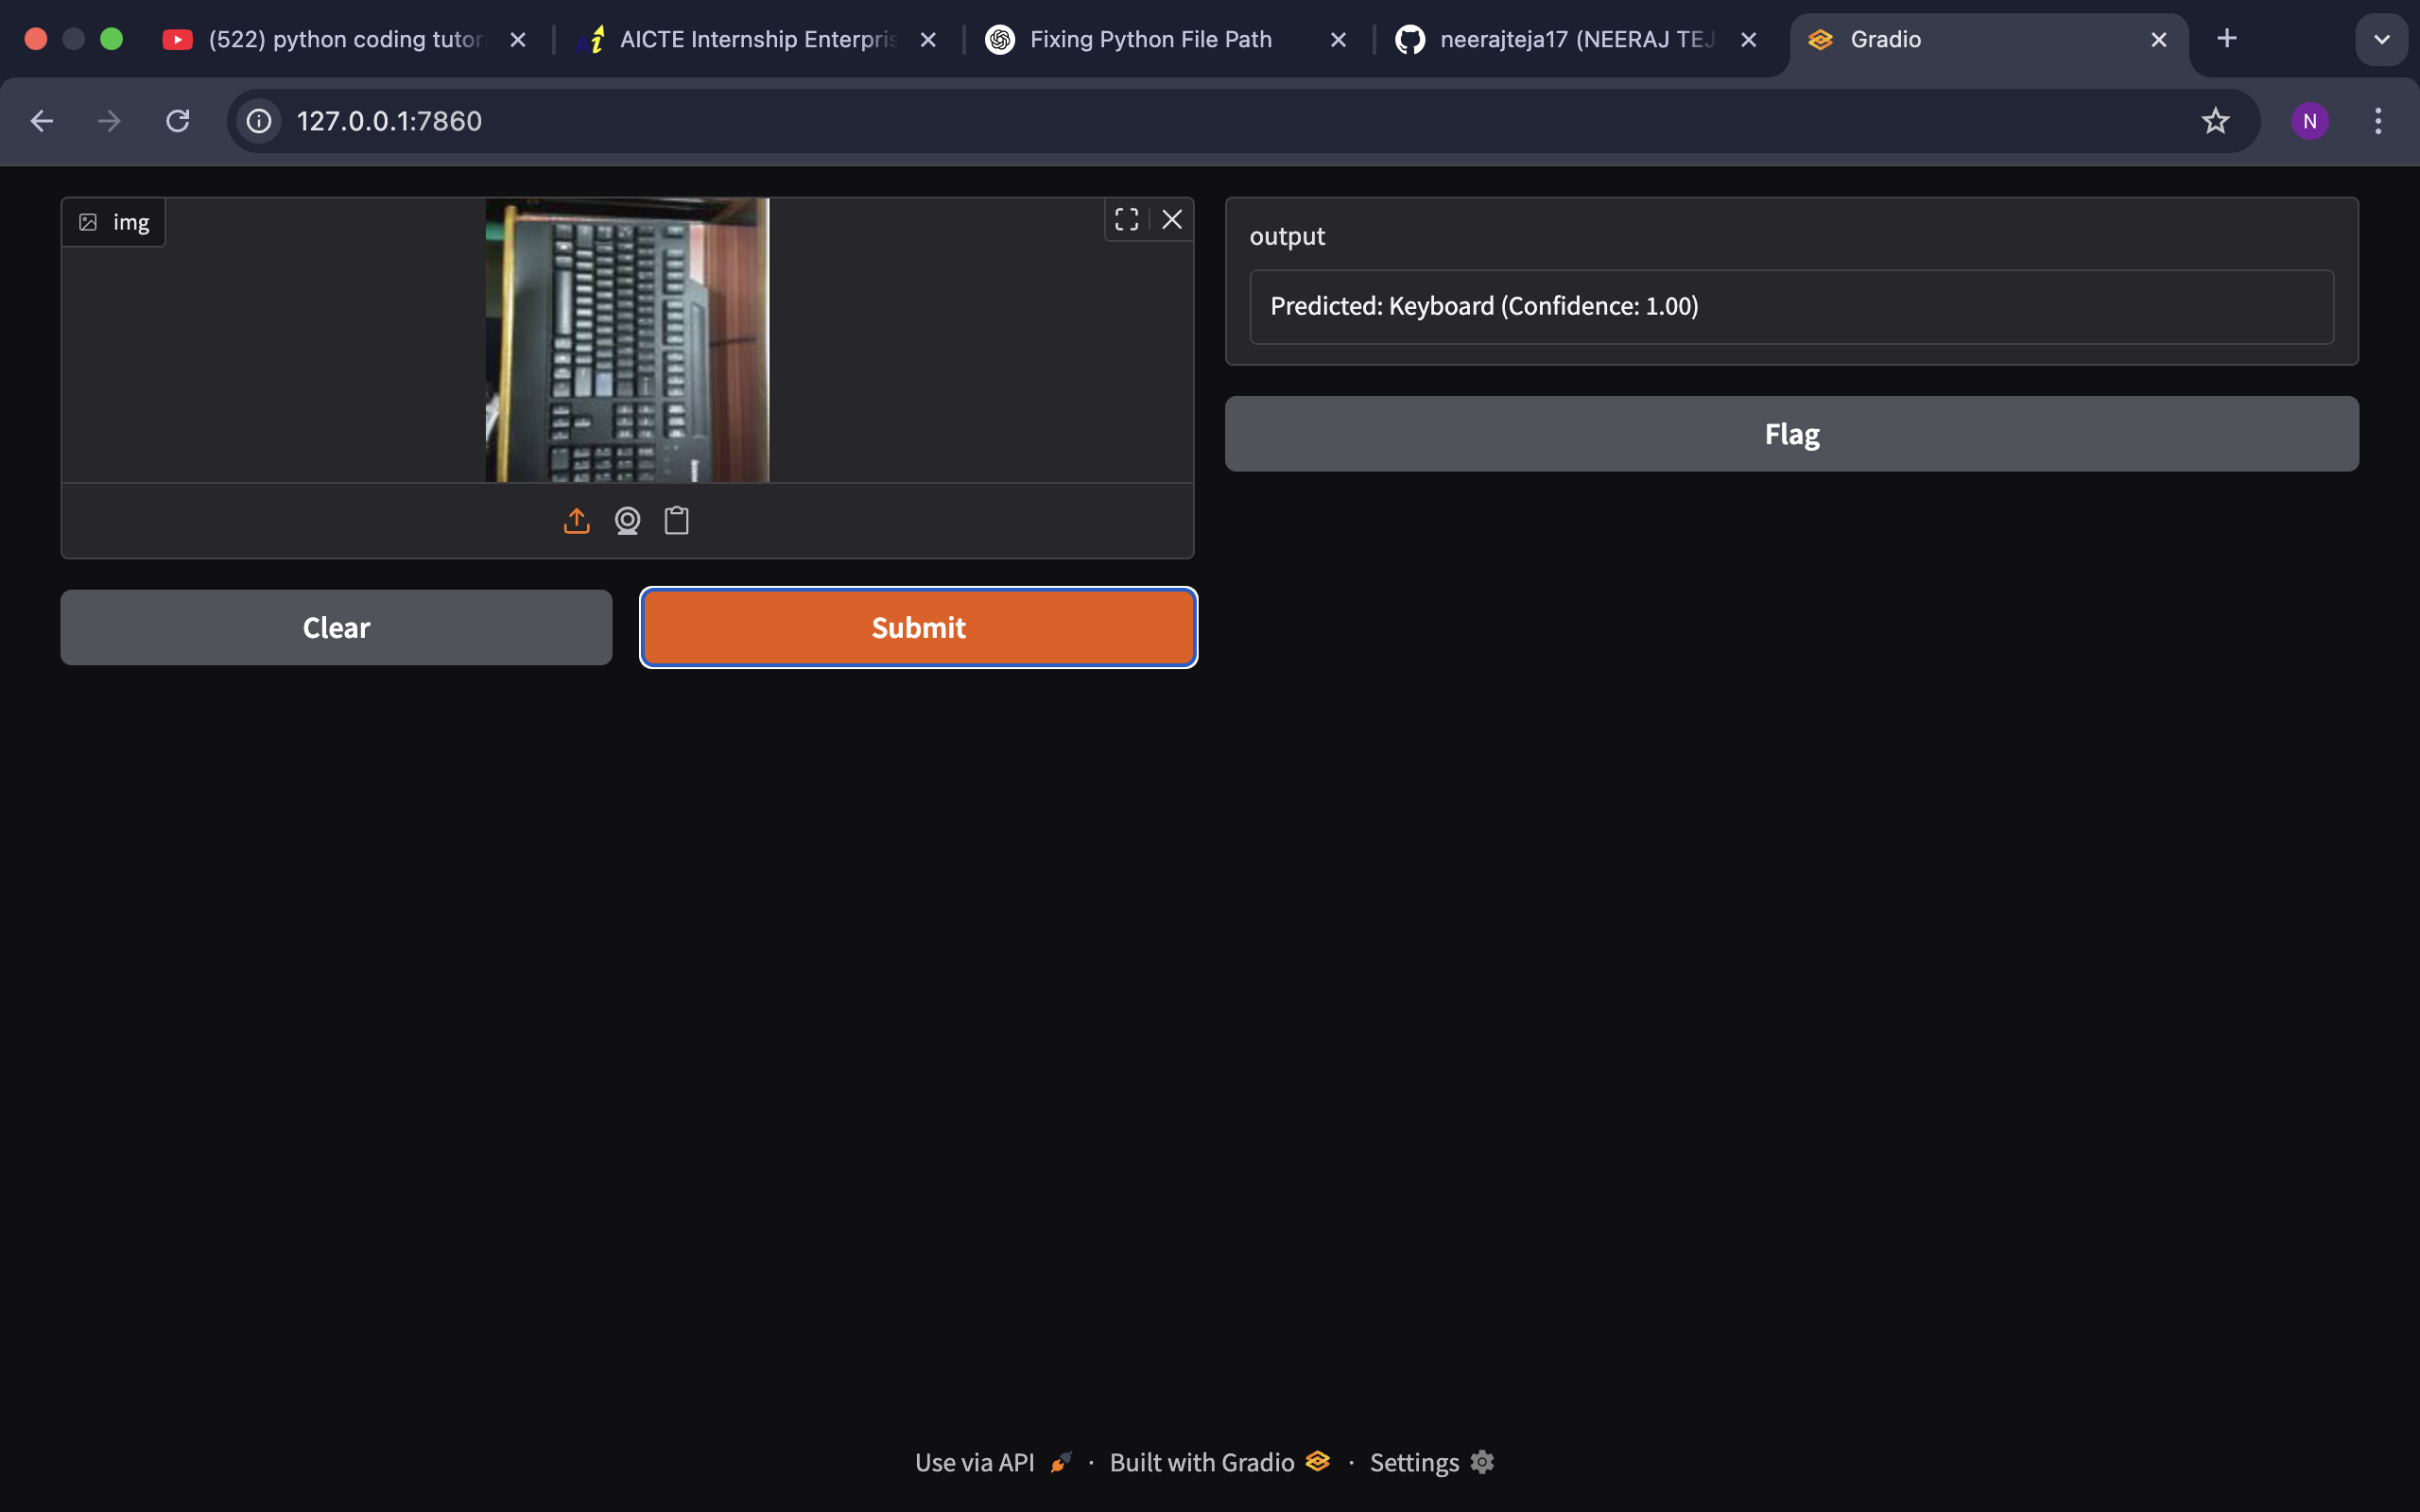 (522) python coding tutor
AICTE Internship Enterpris
Fixing Python File Path
neerajteja17 (NEERAJ TEJ
Gradio
127.0.0.1:7860
N
img
output
Predicted: Keyboard (Confidence: 1.00)
Flag
Clear
Submit
Use via API · Built with Gradio · Settings